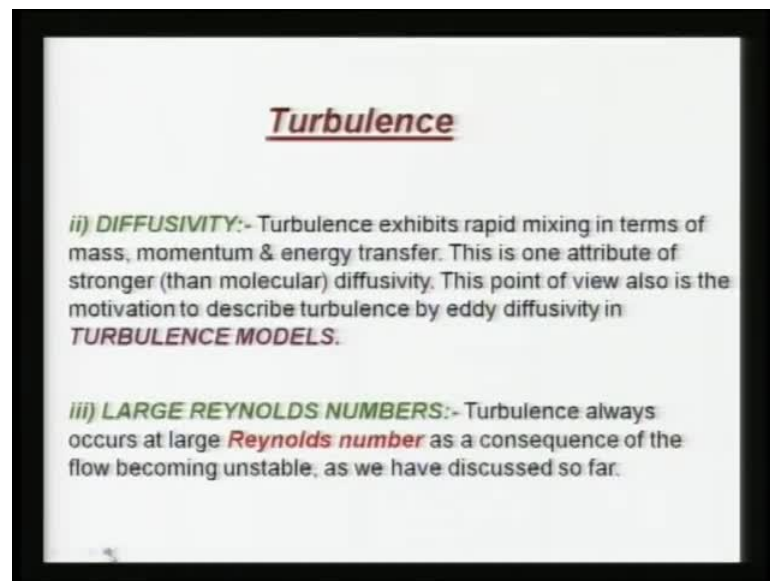 Turbulence
ii) DIFFUSIVITY:- Turbulence exhibits rapid mixing in terms of
mass, momentum & energy transfer. This is one attribute of
stronger (than molecular) diffusivity. This point of view also is the
motivation to describe turbulence by eddy diffusivity in
TURBULENCE MODELS.
iii) LARGE REYNOLDS NUMBERS:- Turbulence always
occurs at large Reynolds number as a consequence of the
flow becoming unstable, as we have discussed so far.